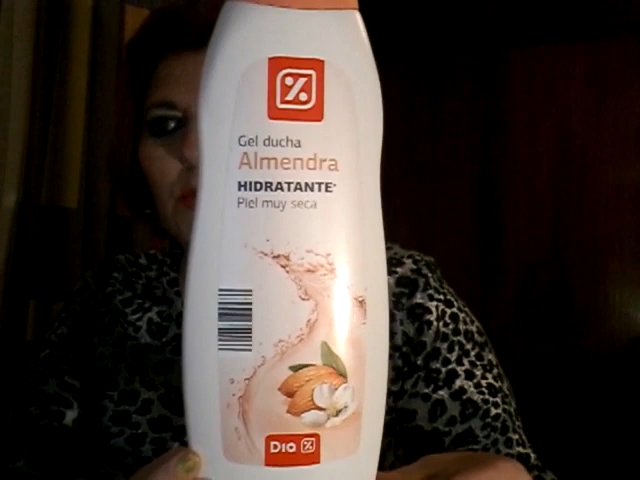 %
Gel ducha
Almendra
HIDRATANTE*
Piel muy seca
DIA %